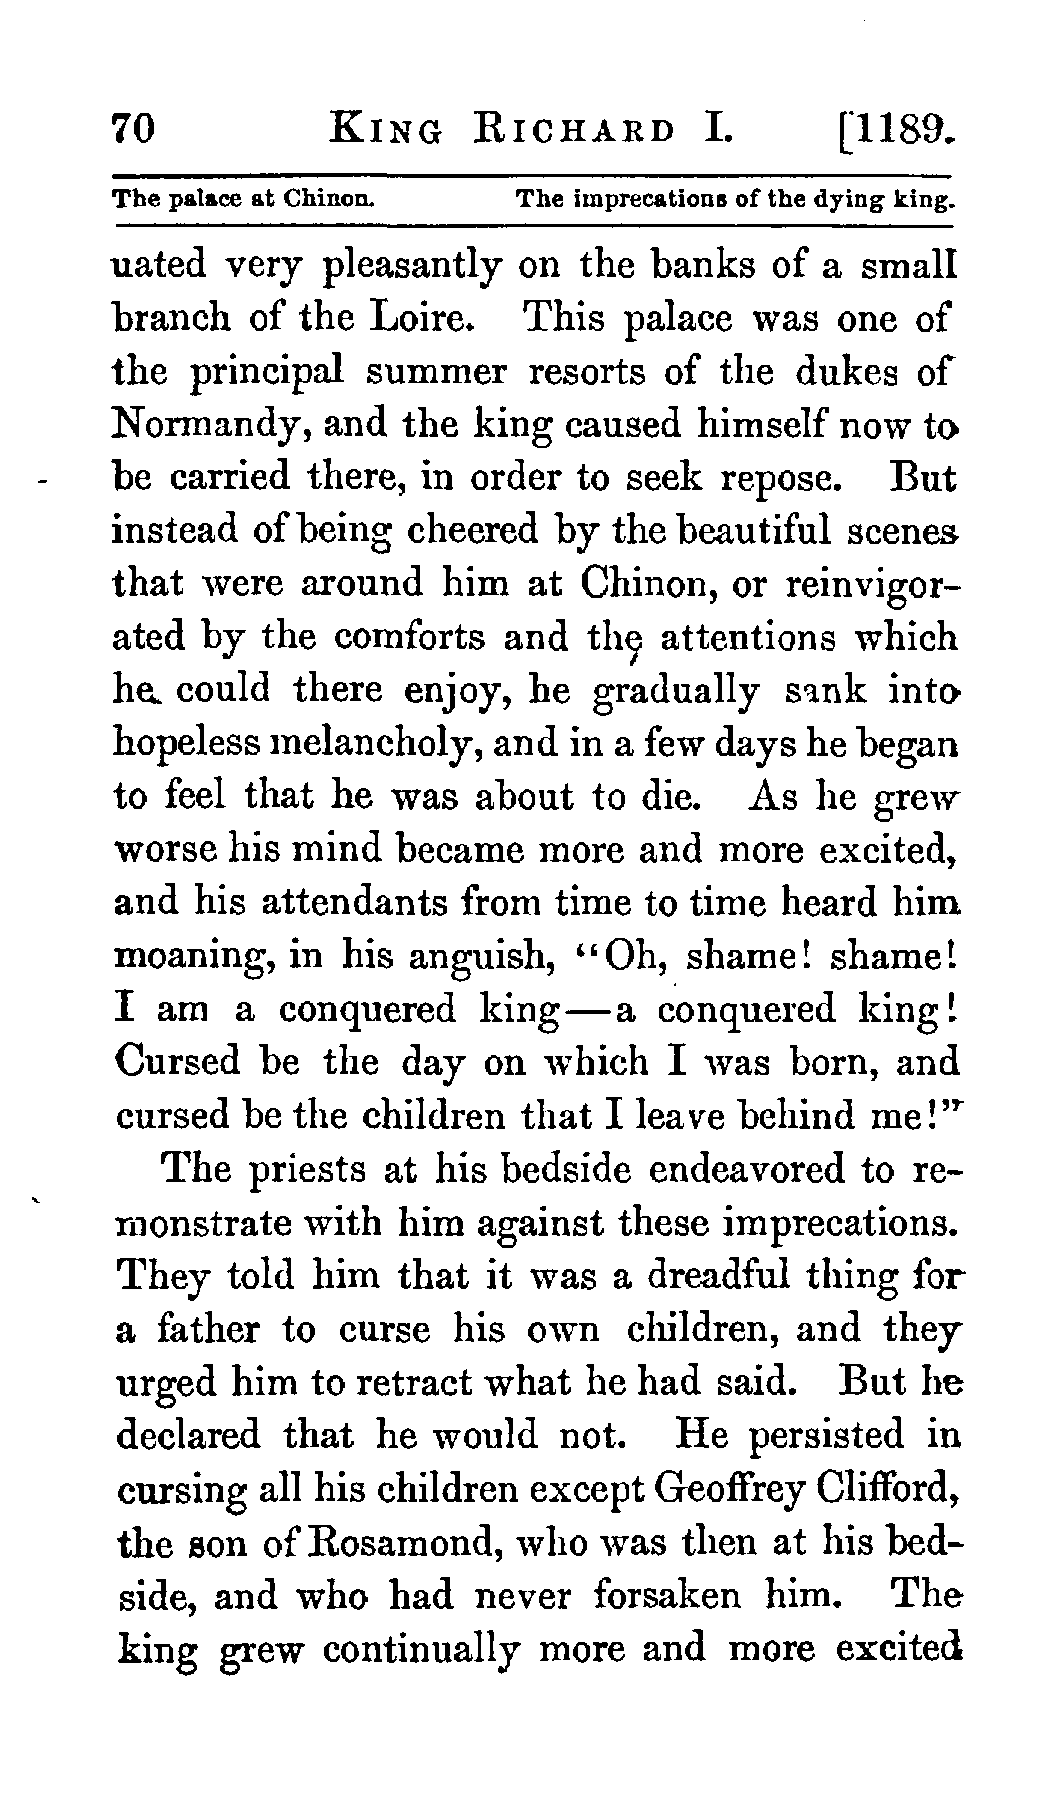 70 KING RICHARD I. [1189.
The palace at Chinon. The imprecations of the dying king.
uated very pleasantly on the banks of a small
branch of the Loire. This palace was one of
the principal summer resorts of the dukes of
Normandy, and the king caused himself now to
be carried there, in order to seek repose. But
instead of being cheered by the beautiful scenes
that were around him at Chinon, or reinvigor-
ated by the comforts and the attentions which
he could there enjoy, he gradually sank into
hopeless melancholy, and in a few days he began
to feel that he was about to die. As he grew
worse his mind became more and more excited,
and his attendants from time to time heard him
moaning, in his anguish, “Oh, shame! shame!
I am a conquered king—a conquered king!
Cursed be the day on which I was born, and
cursed be the children that I leave behind me!”
The priests at his bedside endeavored to re-
monstrate with him against these imprecations.
They told him that it was a dreadful thing for
a father to curse his own children, and they
urged him to retract what he had said. But he
declared that he would not. He persisted in
cursing all his children except Geoffrey Clifford,
the son of Rosamond, who was then at his bed-
side, and who had never forsaken him. The
king grew continually more and more excited